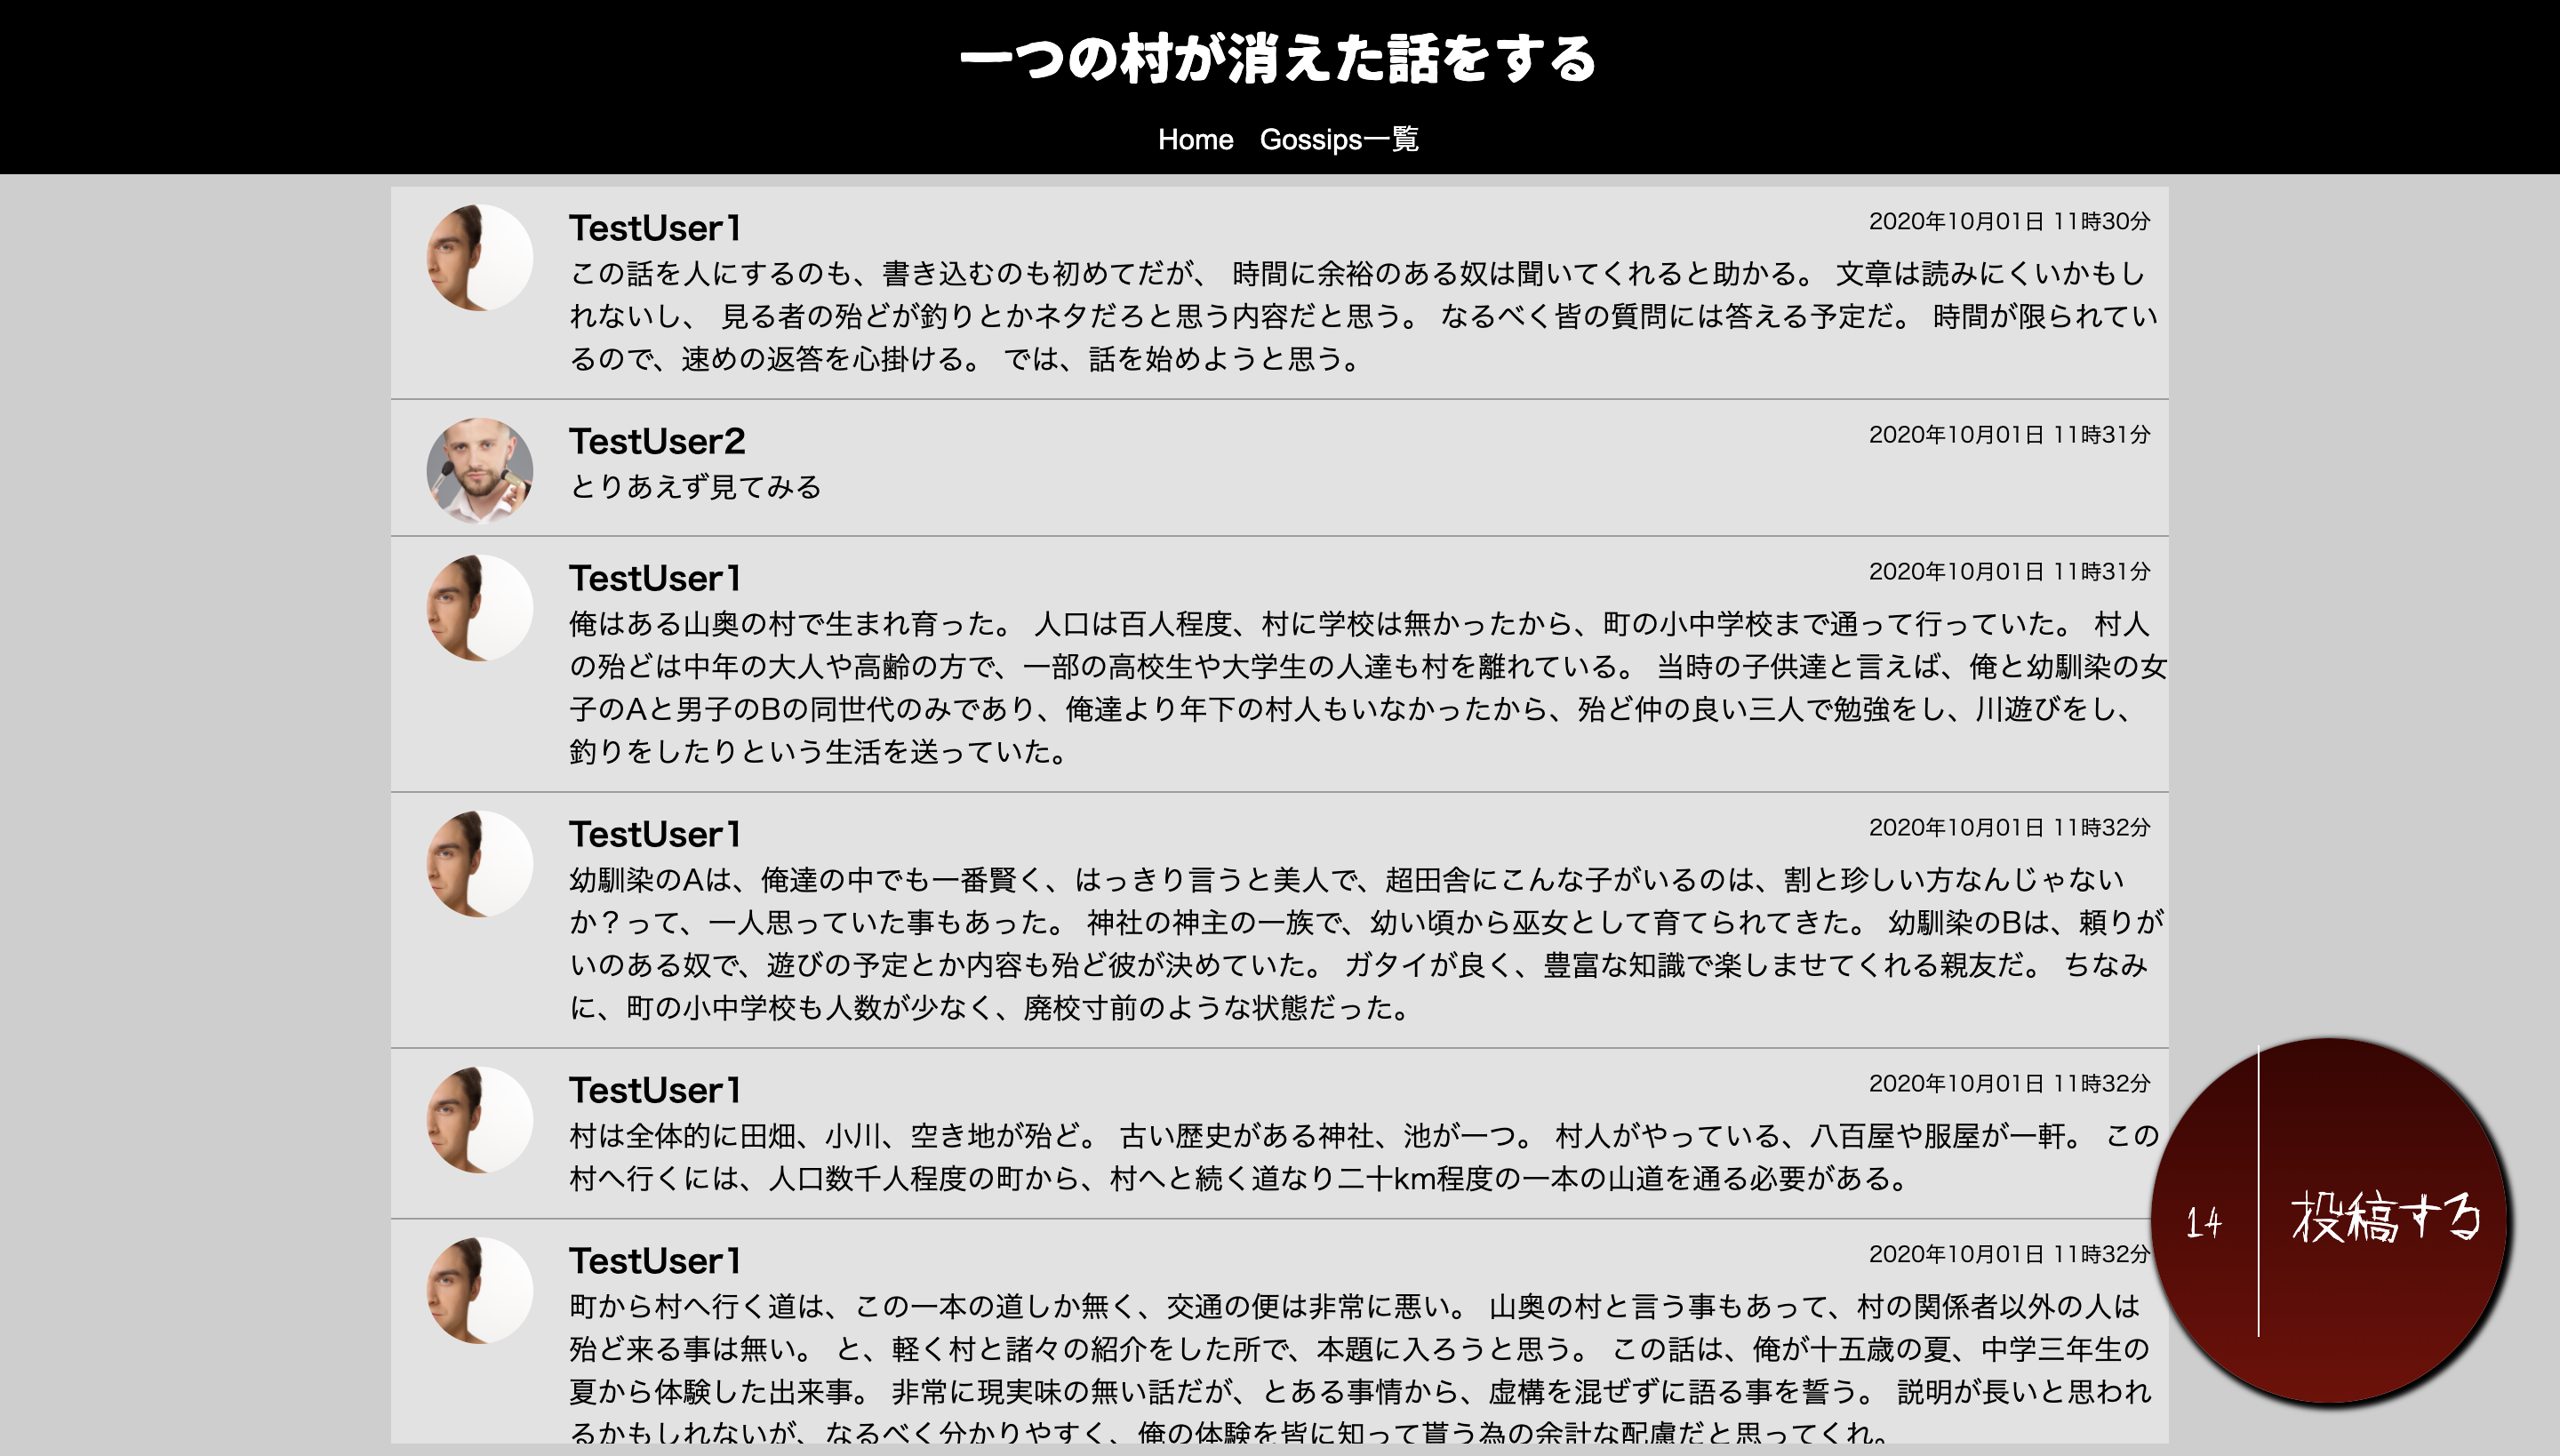 一つの村が消えた話をする
Home Gossips一覧
TestUser1
2020年10月01日 11時30分
この話を人にするのも、書き込むのも初めてだが、 時間に余裕のある奴は聞いてくれると助かる。 文章は読みにくいかもし
れないし、 見る者の殆どが釣りとかネタだろと思う内容だと思う。 なるべく皆の質問には答える予定だ。 時間が限られてい
るので、速めの返答を心掛ける。 では、話を始めようと思う。
TestUser2
2020年10月01日 11時31分
とりあえず見てみる
TestUser1
2020年10月01日 11時31分
俺はある山奥の村で生まれ育った。 人口は百人程度、村に学校は無かったから、町の小中学校まで通って行っていた。 村人
の殆どは中年の大人や高齢の方で、一部の高校生や大学生の人達も村を離れている。 当時の子供達と言えば、俺と幼馴染の女
子のAと男子のBの同世代のみであり、俺達より年下の村人もいなかったから、殆ど仲の良い三人で勉強をし、川遊びをし、
釣りをしたりという生活を送っていた。
TestUser1
2020年10月01日 11時32分
幼馴染のAは、俺達の中でも一番賢く、はっきり言うと美人で、超田舎にこんな子がいるのは、割と珍しい方なんじゃない
か？って、一人思っていた事もあった。 神社の神主の一族で、幼い頃から巫女として育てられてきた。 幼馴染のBは、頼りが
いのある奴で、遊びの予定とか内容も殆ど彼が決めていた。 ガタイが良く、豊富な知識で楽しませてくれる親友だ。 ちなみ
に、町の小中学校も人数が少なく、廃校寸前のような状態だった。
TestUser1
2020年10月01日 11時32分
村は全体的に田畑、小川、空き地が殆ど。 古い歴史がある神社、池が一つ。 村人がやっている、八百屋や服屋が一軒。 この
村へ行くには、人口数千人程度の町から、村へと続く道なり二十km程度の一本の山道を通る必要がある。
TestUser1
2020年10月01日 11時32分
町から村へ行く道は、この一本の道しか無く、交通の便は非常に悪い。 山奥の村と言う事もあって、村の関係者以外の人は
殆ど来る事は無い。 と、軽く村と諸々の紹介をした所で、本題に入ろうと思う。 この話は、俺が十五歳の夏、中学三年生の
夏から体験した出来事。 非常に現実味の無い話だが、とある事情から、虚構を混ぜずに語る事を誓う。 説明が長いと思われ
るかもしれないが、なるべく分かりやすく、俺の体験を皆に知って貰う為の余計な配慮だと思ってくれ。
14 投稿する